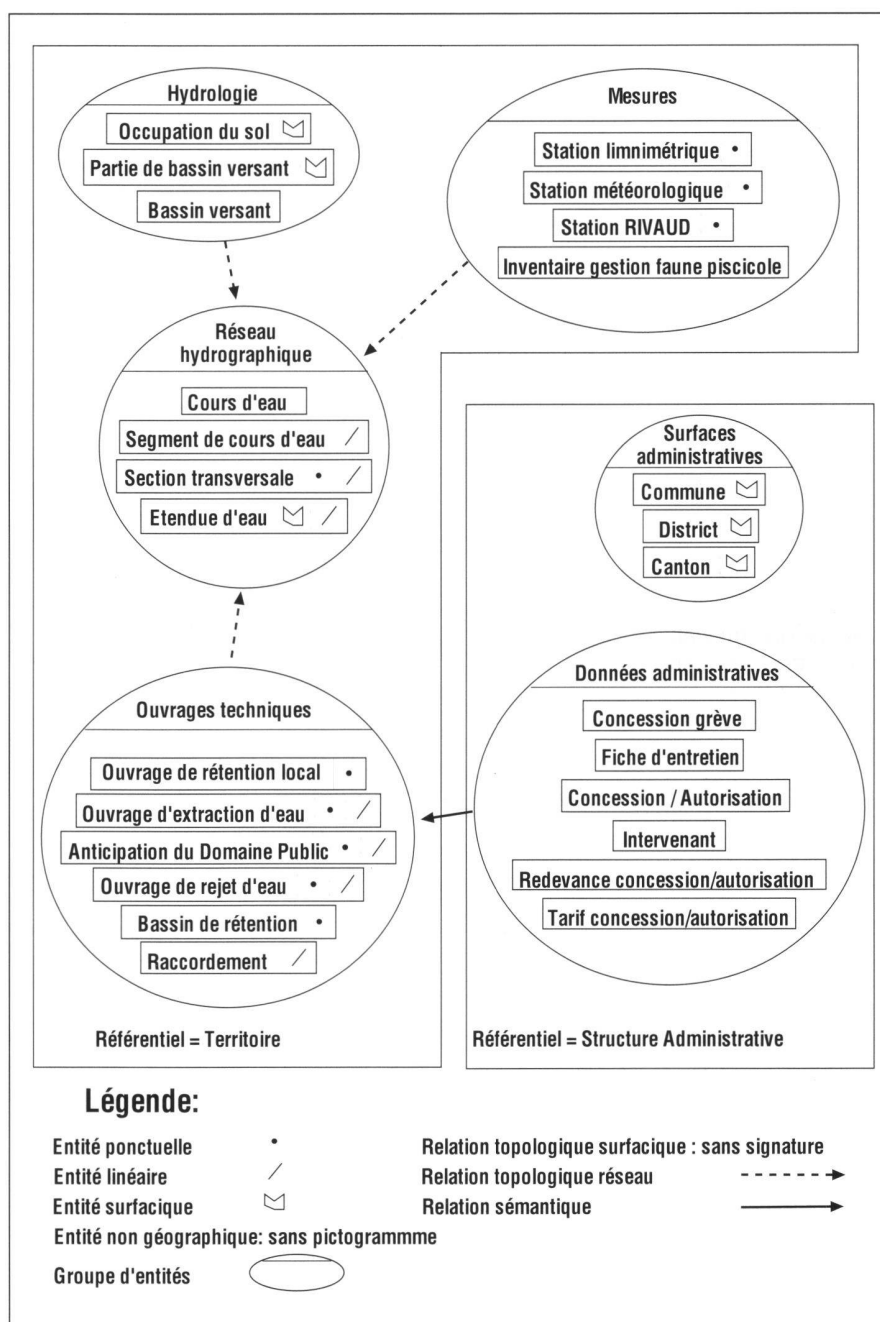 Hydrologie
Occupation du sol
Partie de bassin versant
Bassin versant
Mesures
Station limnimétrique
Station météorologique
Station RIVAUD
Inventaire gestion faune piscicole
Réseau
hydrographique
Cours d'eau
Segment de cours d'eau
Section transversale
Etendue d'eau
Surfaces
administratives
Commune
District
Canton
Ouvrages techniques
Ouvrage de rétention local
Ouvrage d'extraction d'eau
Anticipation du Domaine Public
Ouvrage de rejet d'eau
Bassin de rétention
Raccordement
Données administratives
Concession grève
Fiche d'entretien
Concession / Autorisation
Intervenant
Redevance concession/autorisation
Tarif concession/autorisation
Référentiel = Territoire
Référentiel = Structure Administrative
Légende:
Entité ponctuelle
Entité linéaire
Entité surfacique
Entité non géographique: sans pictogrammme
Groupe d'entités
Relation topologique surfacique : sans signature
Relation topologique réseau
Relation sémantique